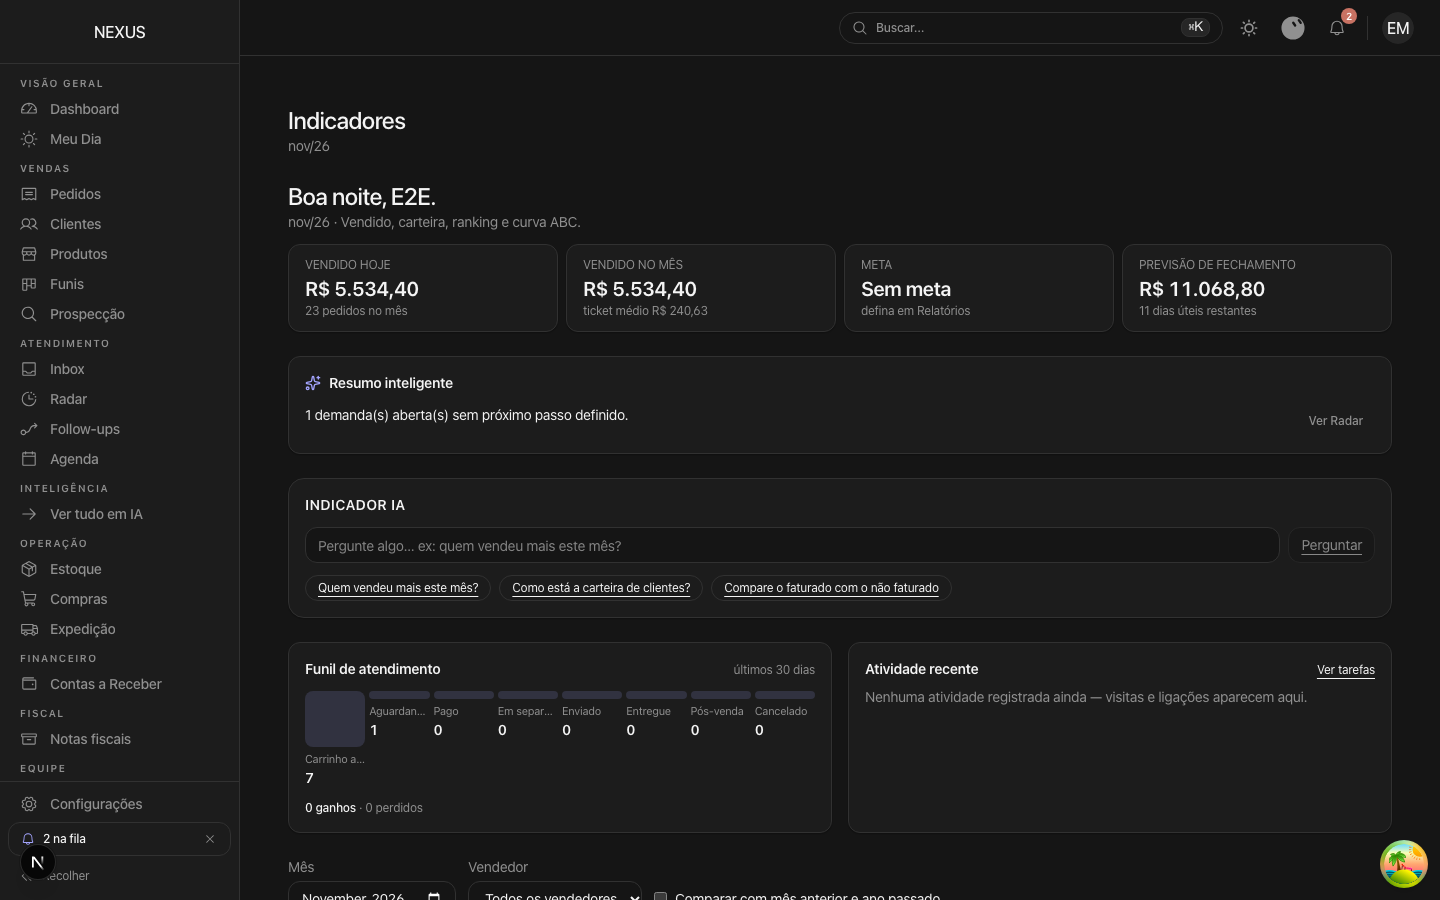 NEXUS
Buscar...
⌘K
2
EM
VISÃO GERAL
Dashboard
Meu Dia
VENDAS
Pedidos
Clientes
Produtos
Funis
Prospecção
ATENDIMENTO
Inbox
Radar
Follow-ups
Agenda
INTELIGÊNCIA
Ver tudo em IA
OPERAÇÃO
Estoque
Compras
Expedição
FINANCEIRO
Contas a Receber
FISCAL
Notas fiscais
EQUIPE
Configurações
2 na fila
N
ecolher
Indicadores
nov/26
Boa noite, E2E.
nov/26 · Vendido, carteira, ranking e curva ABC.
VENDIDO HOJE
R$ 5.534,40
23 pedidos no mês
VENDIDO NO MÊS
R$ 5.534,40
ticket médio R$ 240,63
META
Sem meta
defina em Relatórios
PREVISÃO DE FECHAMENTO
R$ 11.068,80
11 dias úteis restantes
Resumo inteligente
1 demanda(s) aberta(s) sem próximo passo definido.
Ver Radar
INDICADOR IA
Pergunte algo... ex: quem vendeu mais este mês?
Perguntar
Quem vendeu mais este mês?
Como está a carteira de clientes?
Compare o faturado com o não faturado
Funil de atendimento
últimos 30 dias
Carrinho a...
7
Aguardan...
1
Pago
0
Em separ...
0
Enviado
0
Entregue
0
Pós-venda
0
Cancelado
0
0 ganhos · 0 perdidos
Atividade recente
Ver tarefas
Nenhuma atividade registrada ainda — visitas e ligações aparecem aqui.
Mês
November 2026
Vendedor
Todos os vendedores
Comparar com mês anterior e ano passado